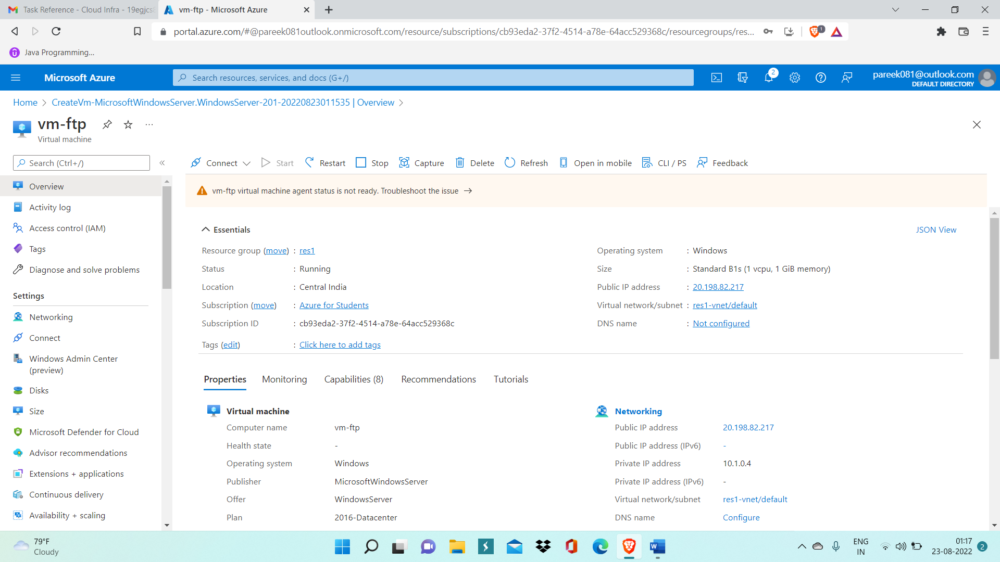 Task Reference - Cloud Infra - 19egjcs
vm-ftp - Microsoft Azure
portal.azure.com/#@pareek081outlook.onmicrosoft.com/resource/subscriptions/cb93eda2-37f2-4514-a78e-64acc529368c/resourcegroups/res...
1
Java Programming...
Microsoft Azure
Search resources, services, and docs (G+/)
2
pareek081@outlook.com
DEFAULT DIRECTORY
Home > CreateVm-MicrosoftWindowsServer.WindowsServer-201-20220823011535 | Overview >
vm-ftp
Virtual machine
Search (Ctrl+/)
Connect
Start
Restart
Stop
Capture
Delete
Refresh
Open in mobile
CLI / PS
Feedback
vm-ftp virtual machine agent status is not ready. Troubleshoot the issue →
Overview
Activity log
Access control (IAM)
Tags
Diagnose and solve problems
Settings
Networking
Connect
Windows Admin Center
(preview)
Disks
Size
Microsoft Defender for Cloud
Advisor recommendations
Extensions + applications
Continuous delivery
Availability + scaling
Essentials
JSON View
Resource group (move) : res1
Status : Running
Location : Central India
Subscription (move) : Azure for Students
Subscription ID : cb93eda2-37f2-4514-a78e-64acc529368c
Tags (edit) : Click here to add tags
Operating system : Windows
Size : Standard B1s (1 vcpu, 1 GiB memory)
Public IP address : 20.198.82.217
Virtual network/subnet : res1-vnet/default
DNS name : Not configured
Properties
Monitoring
Capabilities (8)
Recommendations
Tutorials
Virtual machine
Computer name vm-ftp
Health state -
Operating system Windows
Publisher MicrosoftWindowsServer
Offer WindowsServer
Plan 2016-Datacenter
Networking
Public IP address 20.198.82.217
Public IP address (IPv6) -
Private IP address 10.1.0.4
Private IP address (IPv6) -
Virtual network/subnet res1-vnet/default
DNS name Configure
79°F
Cloudy
ENG
IN
01:17
23-08-2022
2